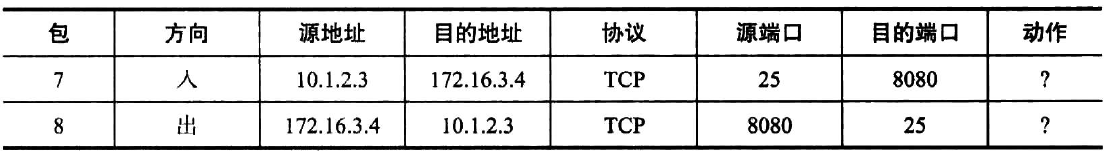 包 方向 源地址 目的地址 协议 源端口 目的端口 动作
7 入 10.1.2.3 172.16.3.4 TCP 25 8080 ?
8 出 172.16.3.4 10.1.2.3 TCP 8080 25 ?